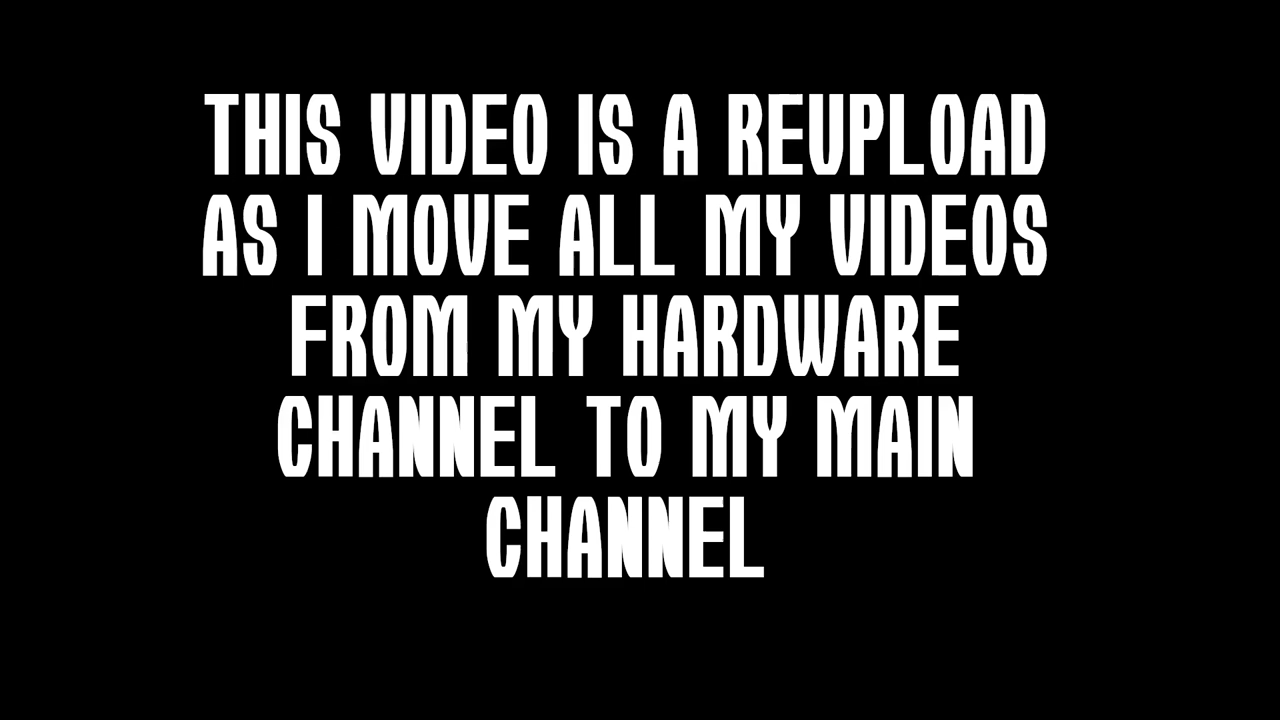 THIS VIDEO IS A REUPLOAD
AS I MOVE ALL MY VIDEOS
FROM MY HARDWARE
CHANNEL TO MY MAIN
CHANNEL